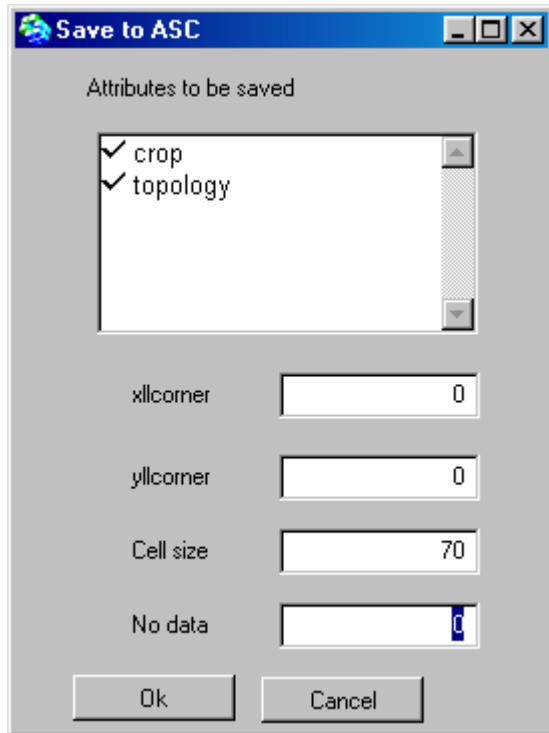 Save to ASC
Attributes to be saved
crop
topology
xllcorner 0
yllcorner 0
Cell size 70
No data 0
Ok Cancel